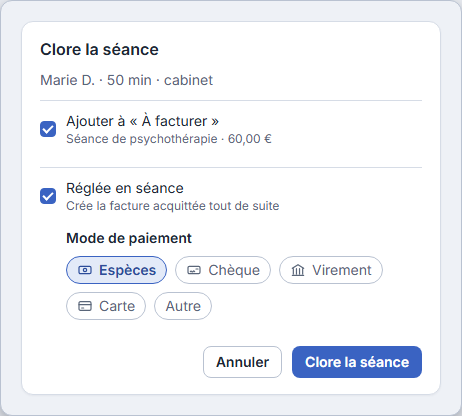 Clore la séance
Marie D. · 50 min · cabinet
Ajouter à « À facturer »
Séance de psychothérapie · 60,00 €
Réglée en séance
Crée la facture acquittée tout de suite
Mode de paiement
Espèces Chèque Virement
Carte Autre
Annuler Clore la séance